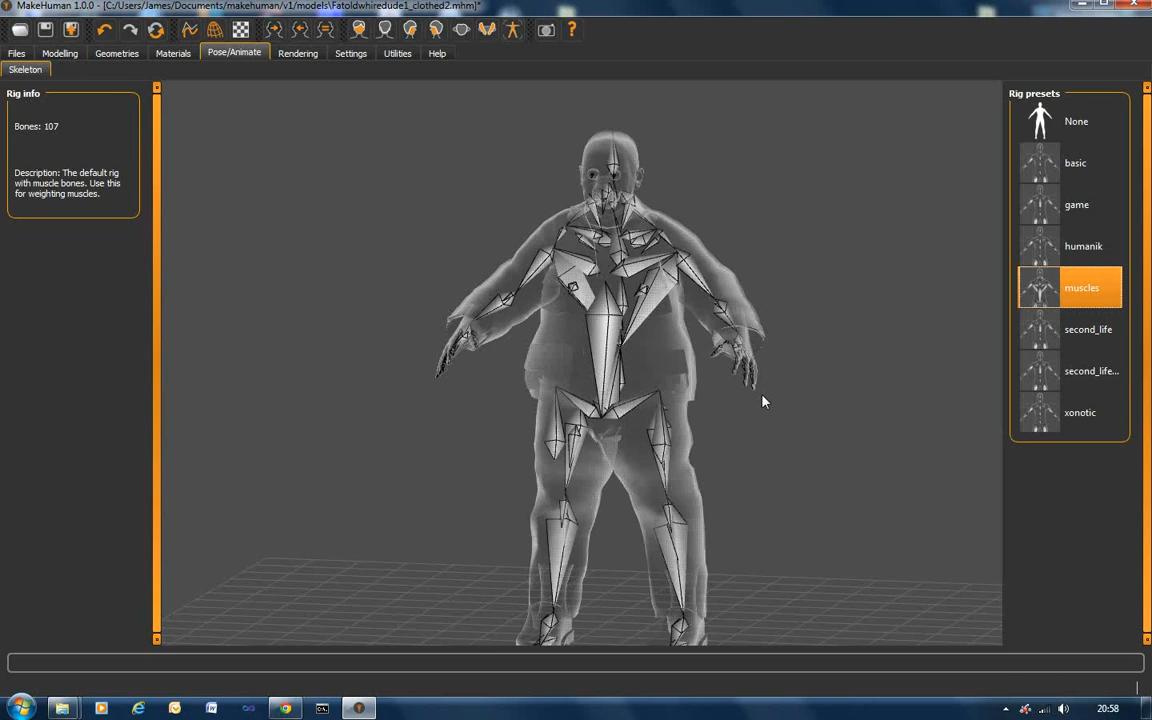 MakeHuman 1.0.0 - [C:/Users/James/Documents/makehuman/v1/models/Fatoldwhiredude1_clothed2.mhm]*
Files Modelling Geometries Materials Pose/Animate Rendering Settings Utilities Help
Skeleton
Rig info
Bones: 107
Description: The default rig
with muscle bones. Use this
for weighting muscles.
Rig presets
None
basic
game
humanik
muscles
second_life
second_life...
xonotic
20:58